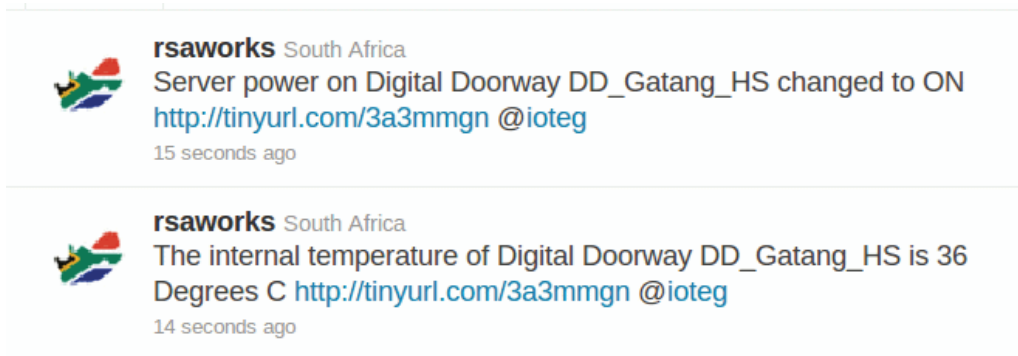 rsaworks South Africa
Server power on Digital Doorway DD_Gatang_HS changed to ON
http://tinyurl.com/3a3mmgn @ioteg
15 seconds ago
rsaworks South Africa
The internal temperature of Digital Doorway DD_Gatang_HS is 36
Degrees C http://tinyurl.com/3a3mmgn @ioteg
14 seconds ago